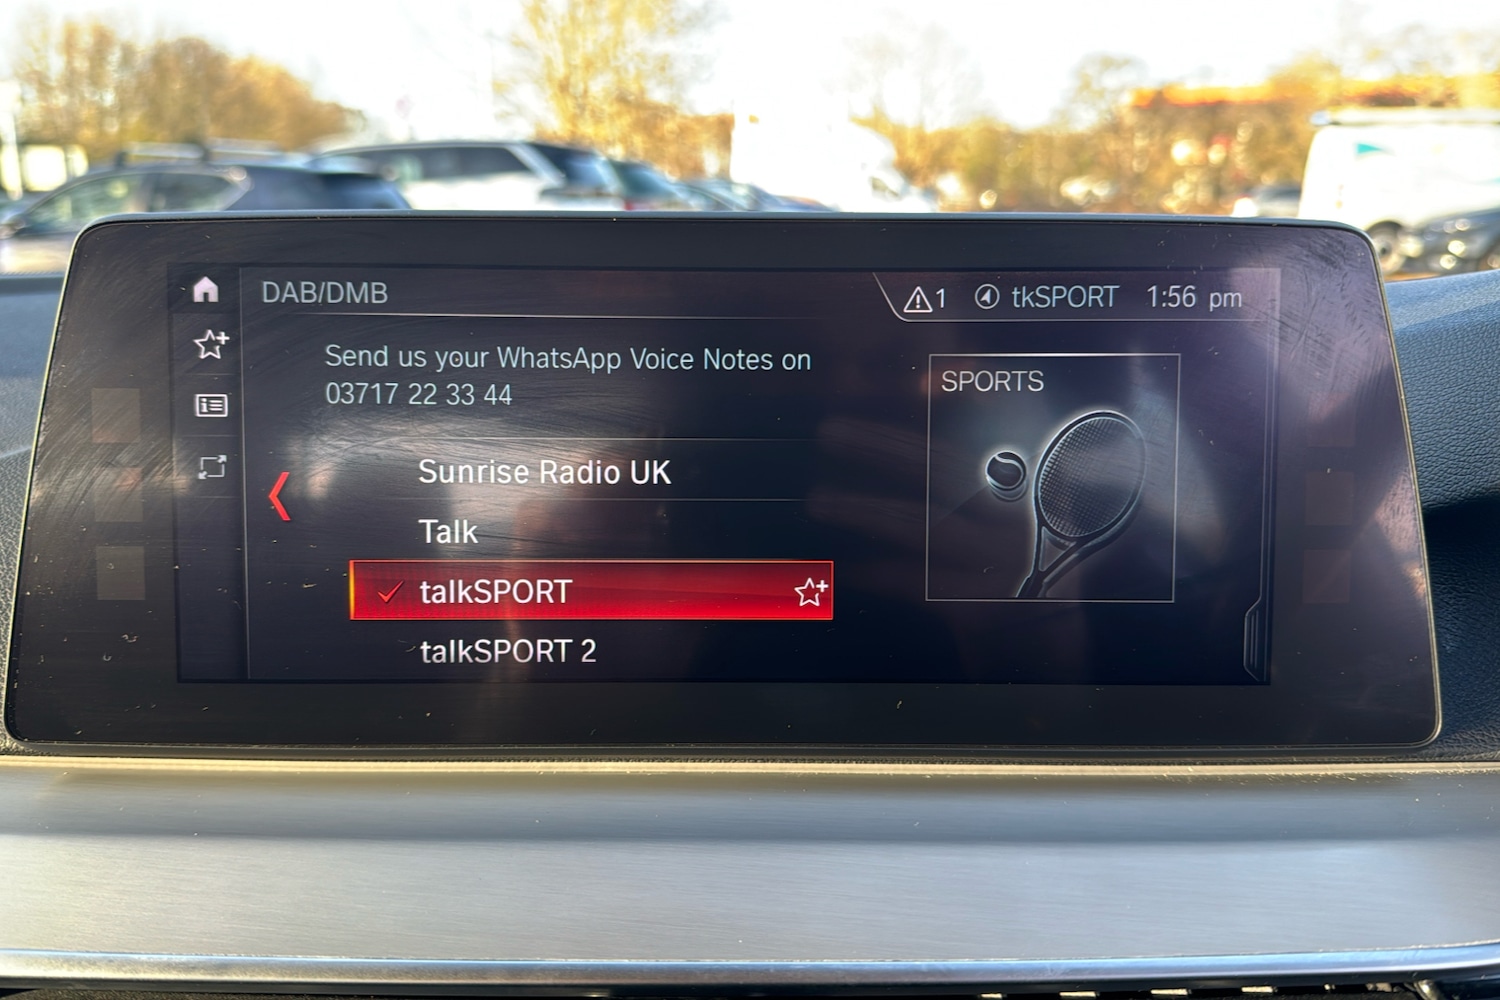 DAB/DMB
1 tkSPORT 1:56 pm
Send us your WhatsApp Voice Notes on
03717 22 33 44
SPORTS
Sunrise Radio UK
Talk
talkSPORT
talkSPORT 2